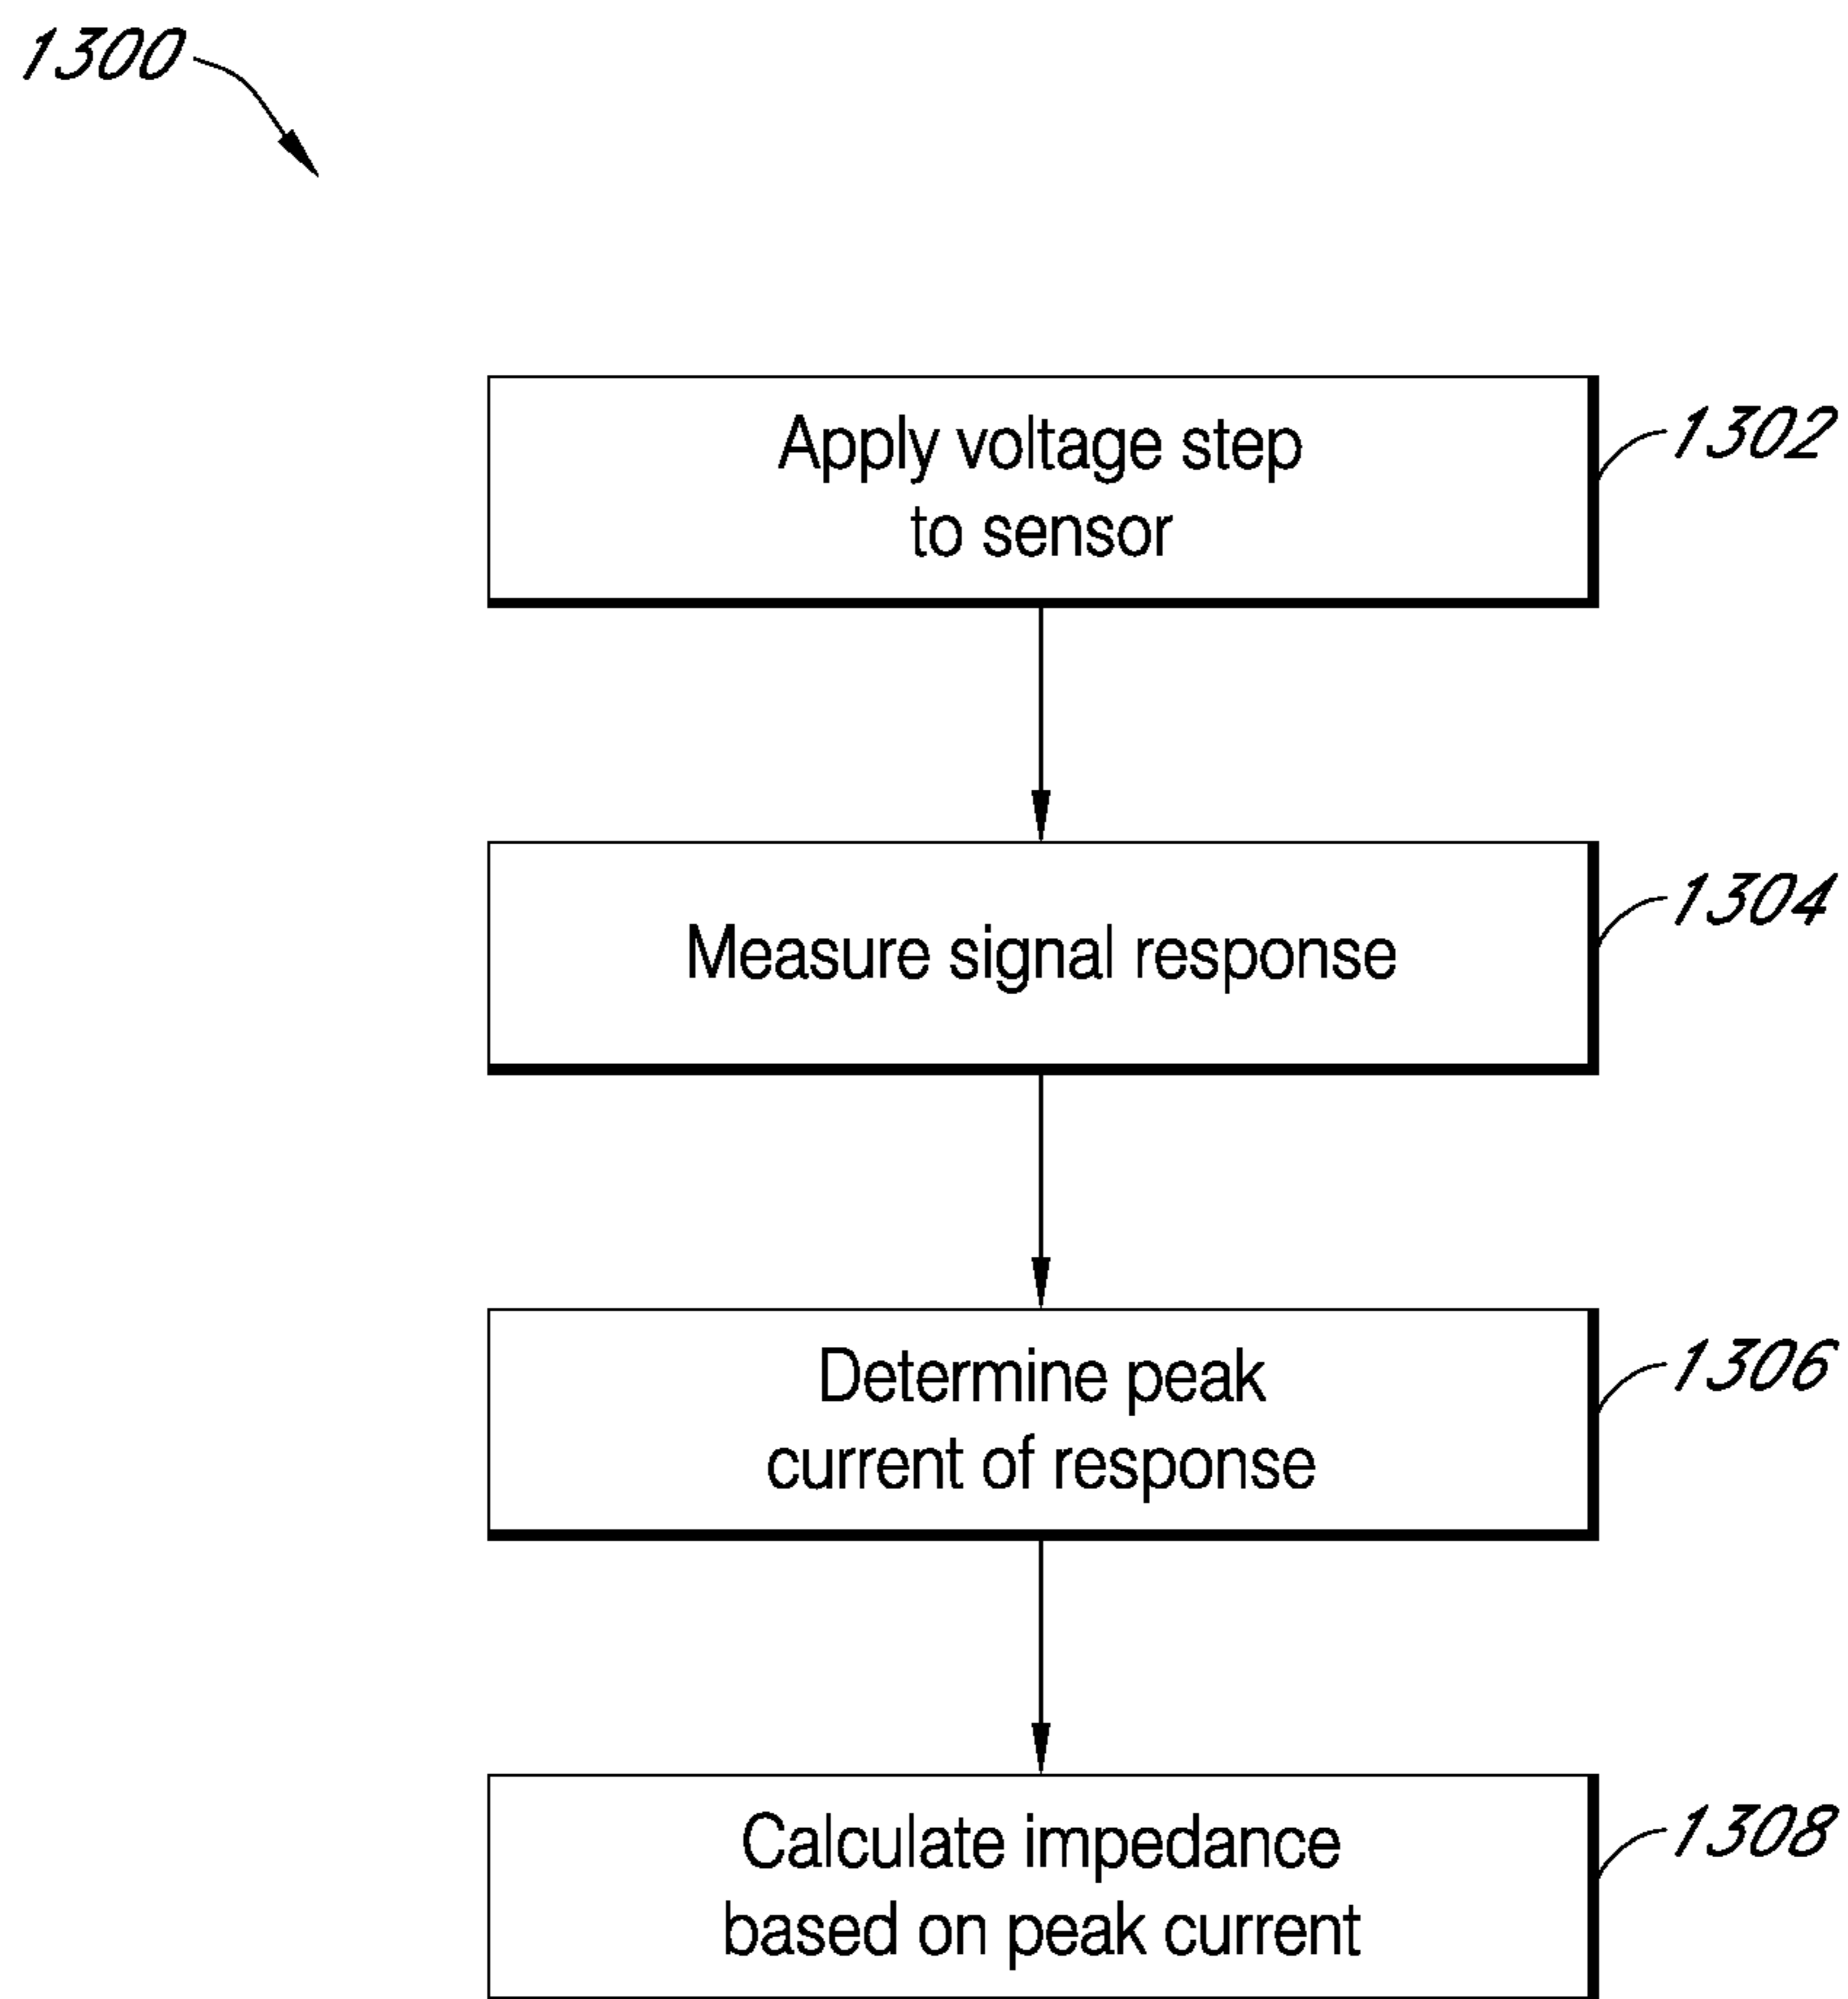 1300
Apply voltage step
to sensor
1302
Measure signal response
1304
Determine peak
current of response
1306
Calculate impedance
based on peak current
1308